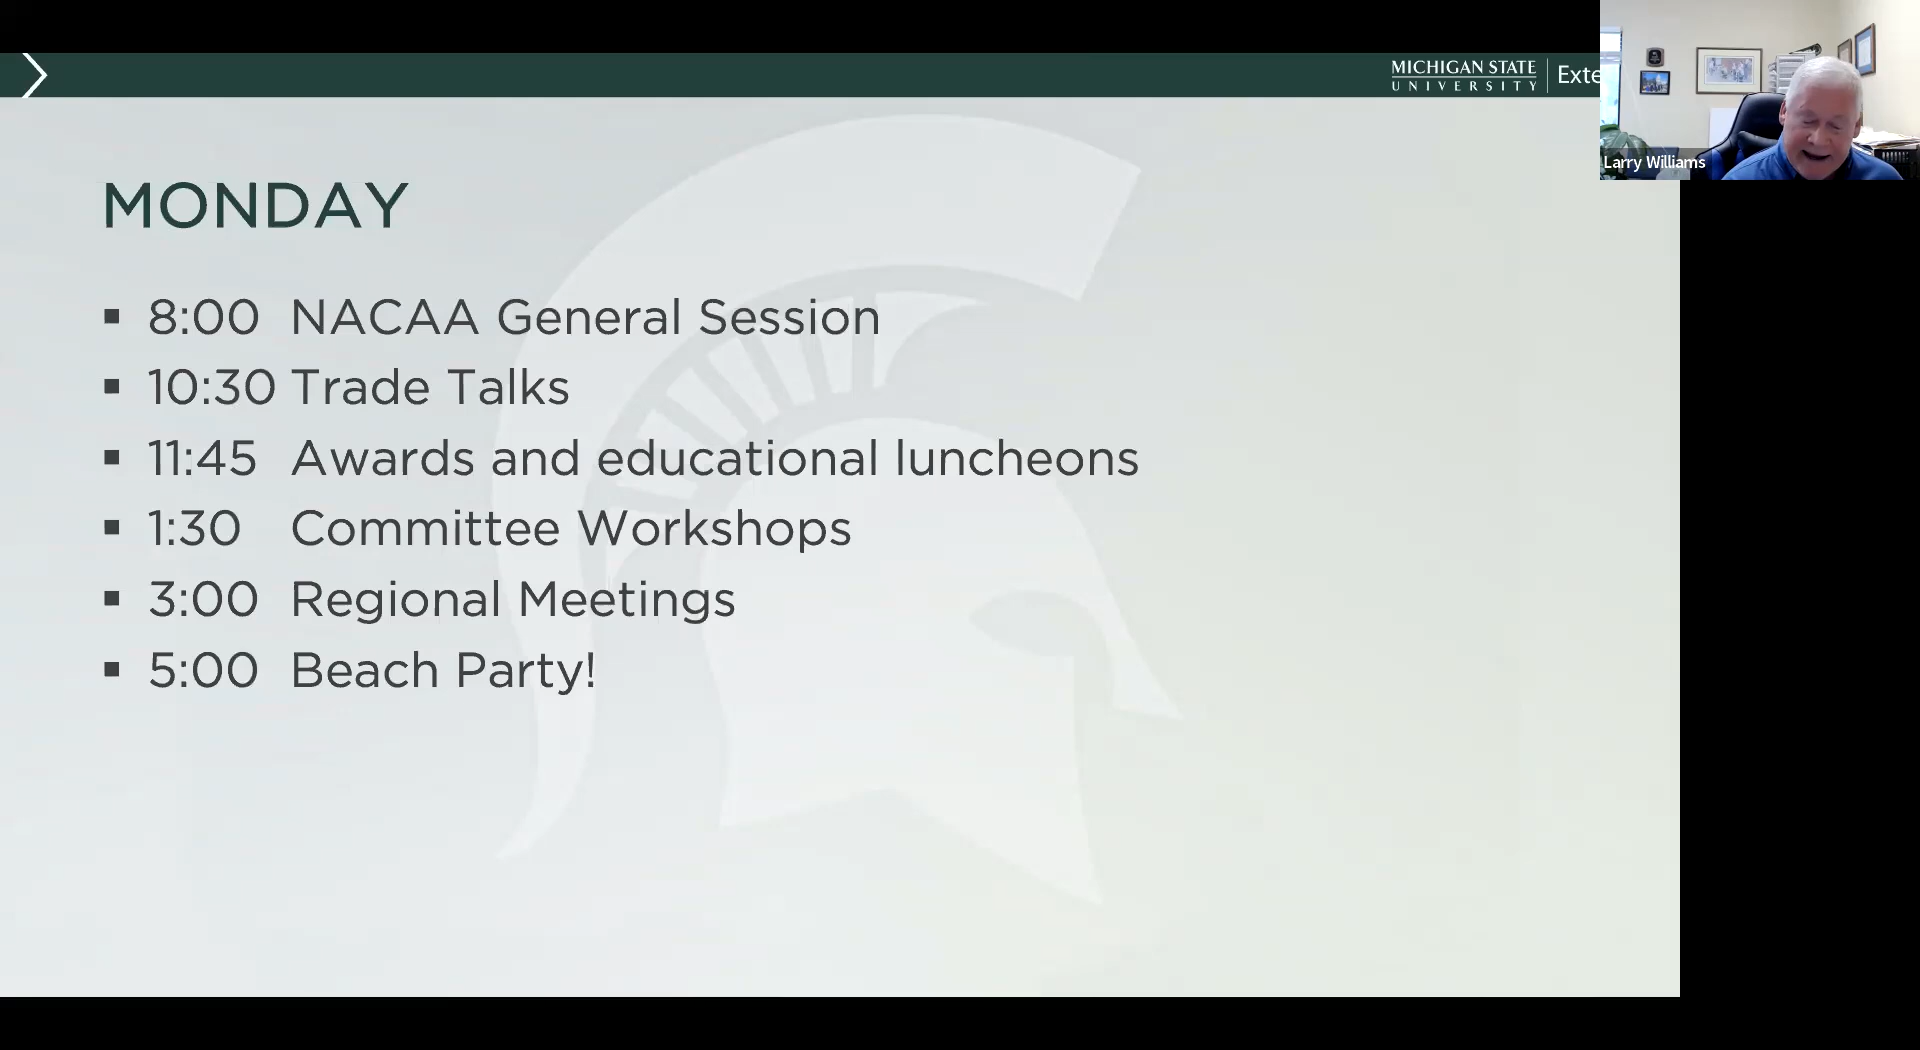 MICHIGAN STATE
UNIVERSITY
Exte
Larry Williams
MONDAY
▪ 8:00 NACAA General Session
▪ 10:30 Trade Talks
▪ 11:45 Awards and educational luncheons
▪ 1:30 Committee Workshops
▪ 3:00 Regional Meetings
▪ 5:00 Beach Party!